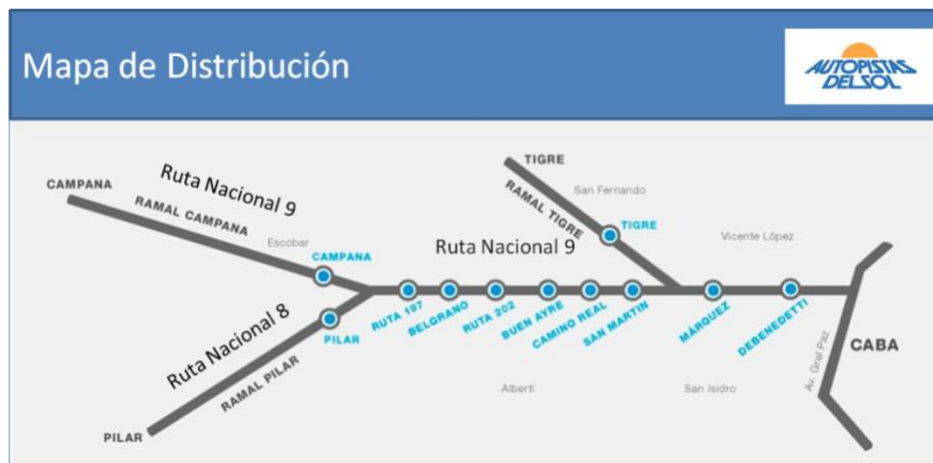 Mapa de Distribución
AUTOPISTAS
DEL SOL
CAMPANA
Ruta Nacional 9
RAMAL CAMPANA
Escobar
CAMPANA
TIGRE
RAMAL TIGRE
San Fernando
TIGRE
Ruta Nacional 9
Vicente López
Ruta Nacional 8
PILAR
RUTA 197
BELGRANO
RUTA 202
BUEN AYRE
CAMINO REAL
SAN MARTIN
MÁRQUEZ
DEBENEDETTI
Av. Gral Paz
CABA
RAMAL PILAR
Alberti
San Isidro
PILAR